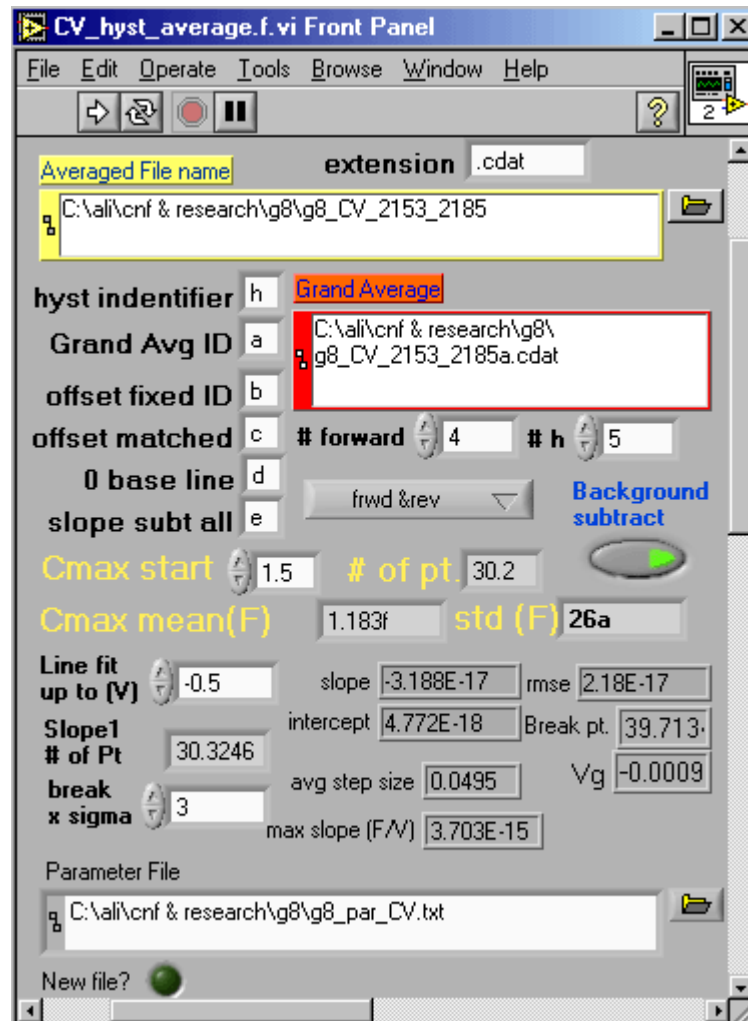 CV_hyst_average.f.vi Front Panel
File Edit Operate Tools Browse Window Help
2
Averaged File name
extension .cdat
C:\ali\cnf & research\g8\g8_CV_2153_2185
hyst indentifier h
Grand Average
Grand Avg ID a
C:\ali\cnf & research\g8\
g8_CV_2153_2185a.cdat
offset fixed ID b
offset matched c
# forward 4 # h 5
0 base line d
frwd &rev
Background
subtract
slope subt all e
Cmax start 1.5 # of pt. 30.2
Cmax mean(F) 1.183f std (F) 26a
Line fit
up to (V) -0.5
slope -3.188E-17 rmse 2.18E-17
intercept 4.772E-18 Break pt. 39.713
Slope1
# of Pt 30.3246
avg step size 0.0495 Vg -0.0009
break
x sigma 3
max slope (F/V) 3.703E-15
Parameter File
C:\ali\cnf & research\g8\g8_par_CV.txt
New file?